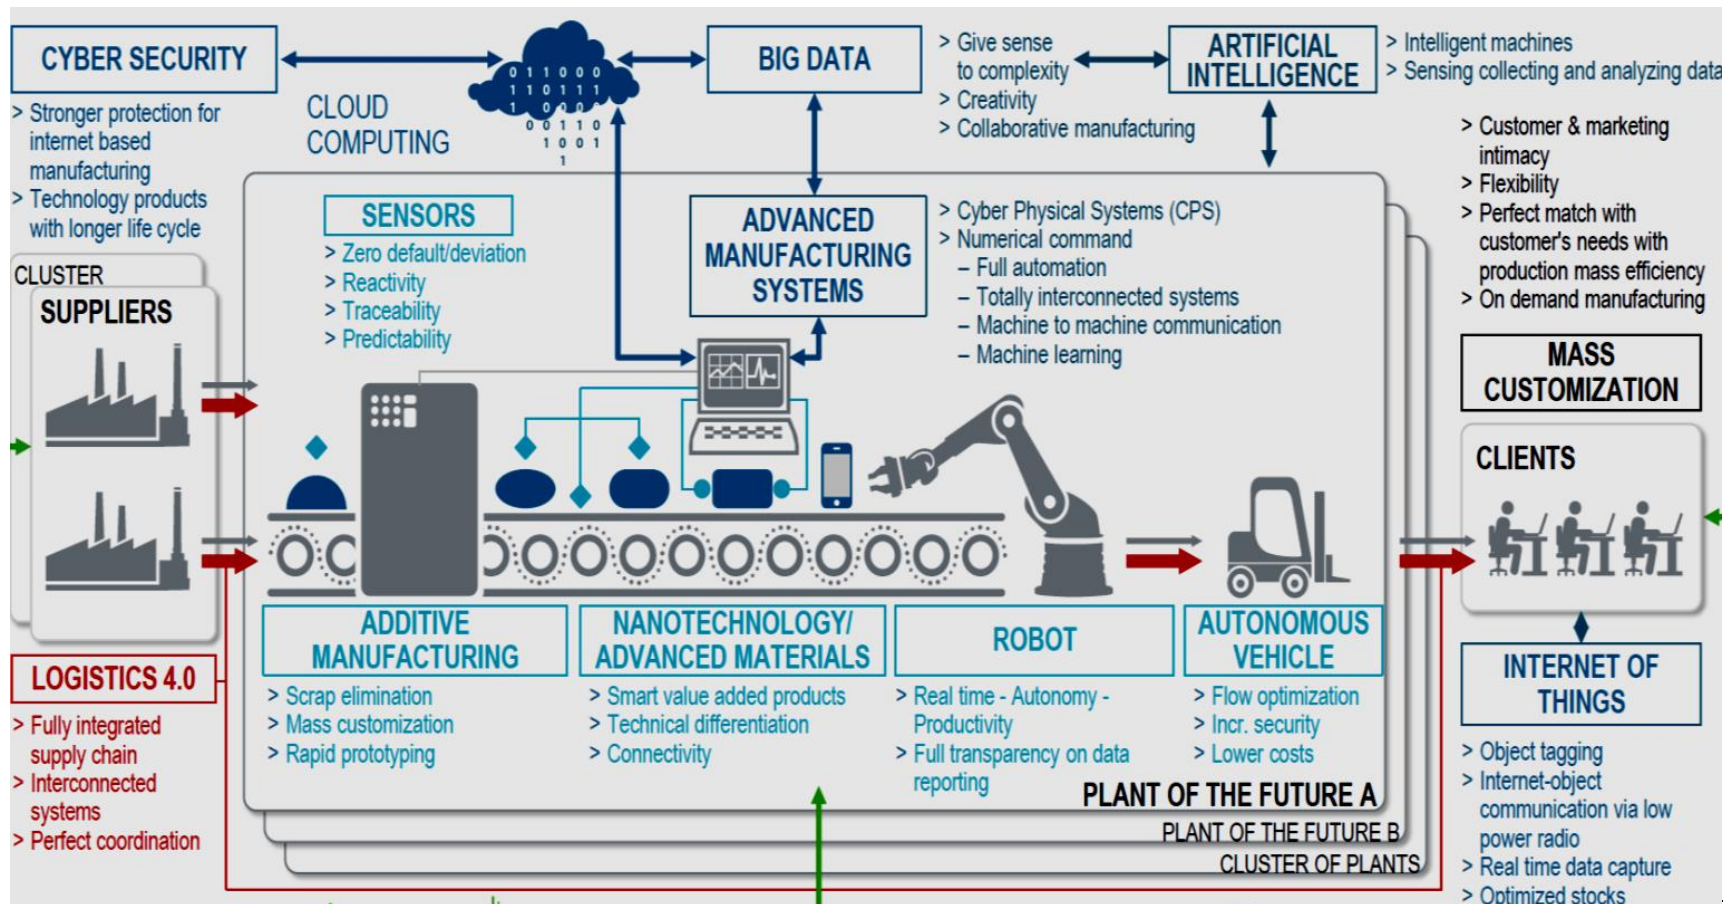 CYBER SECURITY
> Stronger protection for
internet based
manufacturing
> Technology products
with longer life cycle
CLOUD
COMPUTING
0 1 1 0 0 0
1 1 0 1 1 1
1 0 0 0 0
0 0 1 1 0
1 0 0 1
1
BIG DATA
> Give sense
to complexity
> Creativity
> Collaborative manufacturing
ARTIFICIAL
INTELLIGENCE
> Intelligent machines
> Sensing collecting and analyzing data
> Customer & marketing
intimacy
> Flexibility
> Perfect match with
customer's needs with
production mass efficiency
> On demand manufacturing
MASS
CUSTOMIZATION
CLIENTS
INTERNET OF
THINGS
> Object tagging
> Internet-object
communication via low
power radio
> Real time data capture
> Optimized stocks
CLUSTER
SUPPLIERS
LOGISTICS 4.0
> Fully integrated
supply chain
> Interconnected
systems
> Perfect coordination
SENSORS
> Zero default/deviation
> Reactivity
> Traceability
> Predictability
ADVANCED
MANUFACTURING
SYSTEMS
> Cyber Physical Systems (CPS)
> Numerical command
– Full automation
– Totally interconnected systems
– Machine to machine communication
– Machine learning
ADDITIVE
MANUFACTURING
> Scrap elimination
> Mass customization
> Rapid prototyping
NANOTECHNOLOGY/
ADVANCED MATERIALS
> Smart value added products
> Technical differentiation
> Connectivity
ROBOT
> Real time - Autonomy -
Productivity
> Full transparency on data
reporting
AUTONOMOUS
VEHICLE
> Flow optimization
> Incr. security
> Lower costs
PLANT OF THE FUTURE A
PLANT OF THE FUTURE B
CLUSTER OF PLANTS